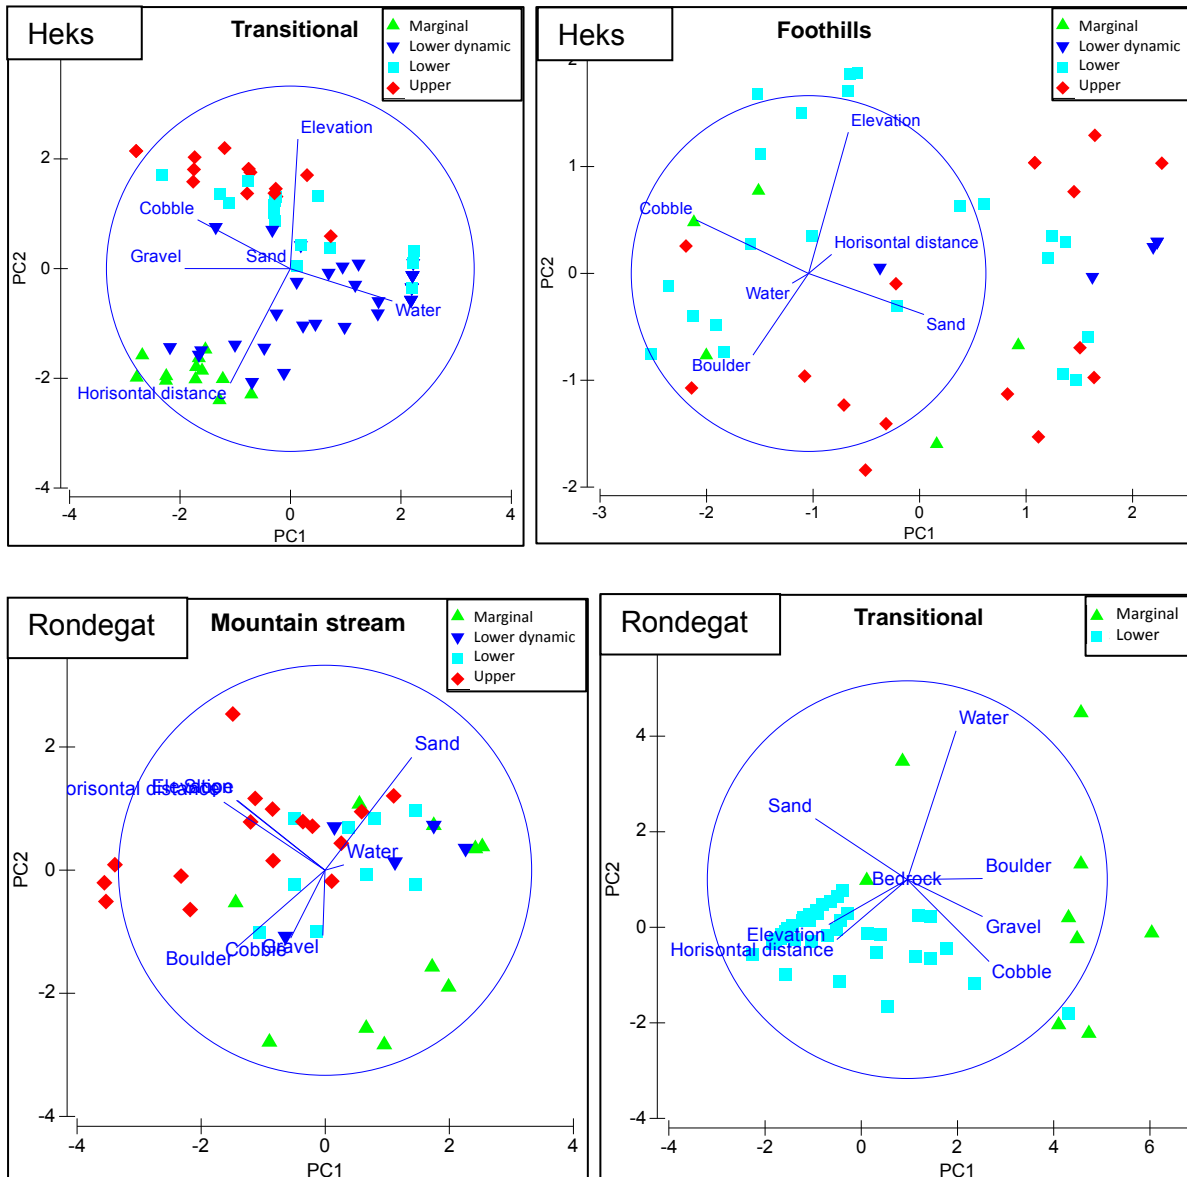 Heks
Transitional
Marginal
Lower dynamic
Lower
Upper
Elevation
Cobble
Gravel
Sand
Water
Horisontal distance
2
0
-2
-4
PC2
-4 -2 0 2 4
PC1
Heks
Foothills
Marginal
Lower dynamic
Lower
Upper
Elevation
Cobble
Horisontal distance
Water
Sand
Boulder
2
1
0
-1
-2
PC2
-3 -2 -1 0 1 2
PC1
Rondegat
Mountain stream
Marginal
Lower dynamic
Lower
Upper
Sand
Elevation
orisontal distance
Water
Boulder
Cobble
Gravel
2
0
-2
-4
PC2
-4 -2 0 2 4
PC1
Rondegat
Transitional
Marginal
Lower
Water
Sand
Boulder
Bedrock
Gravel
Elevation
Horisontal distance
Cobble
4
2
0
-2
-4
PC2
-4 -2 0 2 4 6
PC1